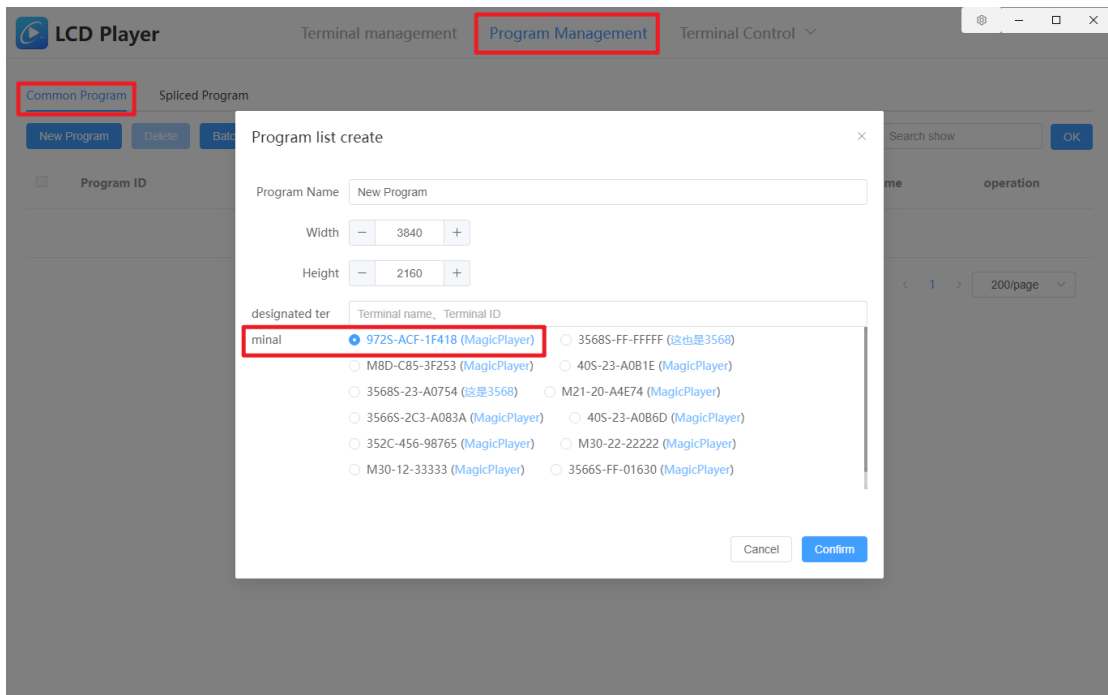 LCD Player
Terminal management Program Management Terminal Control
Common Program Spliced Program
New Program Delete Batc Search show OK
Program ID me operation
1 200/page
Program list create
Program Name New Program
Width − 3840 +
Height − 2160 +
designated ter Terminal name、Terminal ID
minal 972S-ACF-1F418 (MagicPlayer) 3568S-FF-FFFFF (这也是3568)
M8D-C85-3F253 (MagicPlayer) 40S-23-A0B1E (MagicPlayer)
3568S-23-A0754 (这是3568) M21-20-A4E74 (MagicPlayer)
3566S-2C3-A083A (MagicPlayer) 40S-23-A0B6D (MagicPlayer)
352C-456-98765 (MagicPlayer) M30-22-22222 (MagicPlayer)
M30-12-33333 (MagicPlayer) 3566S-FF-01630 (MagicPlayer)
Cancel Confirm